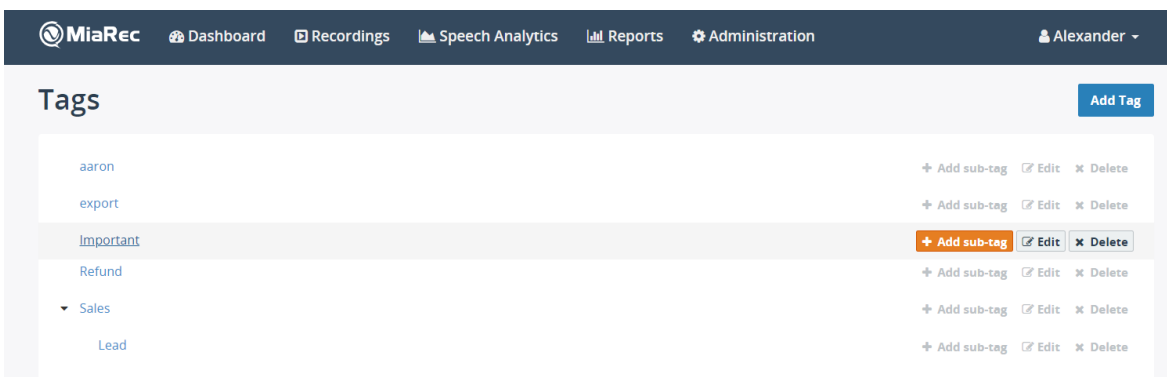 MiaRec Dashboard Recordings Speech Analytics Reports Administration Alexander
Tags Add Tag
aaron Add sub-tag Edit Delete
export Add sub-tag Edit Delete
Important Add sub-tag Edit Delete
Refund Add sub-tag Edit Delete
Sales Add sub-tag Edit Delete
Lead Add sub-tag Edit Delete